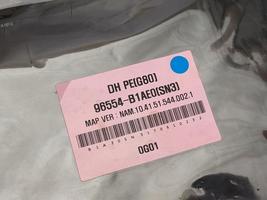 DH PE(G80)
96554-B1AE0(SN3)
MAP VER : NAM.10.41.51.544.002.1
0G01